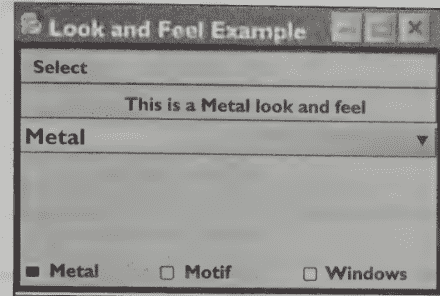 Look and Feel Example
Select
This is a Metal look and feel
Metal
Metal Motif Windows